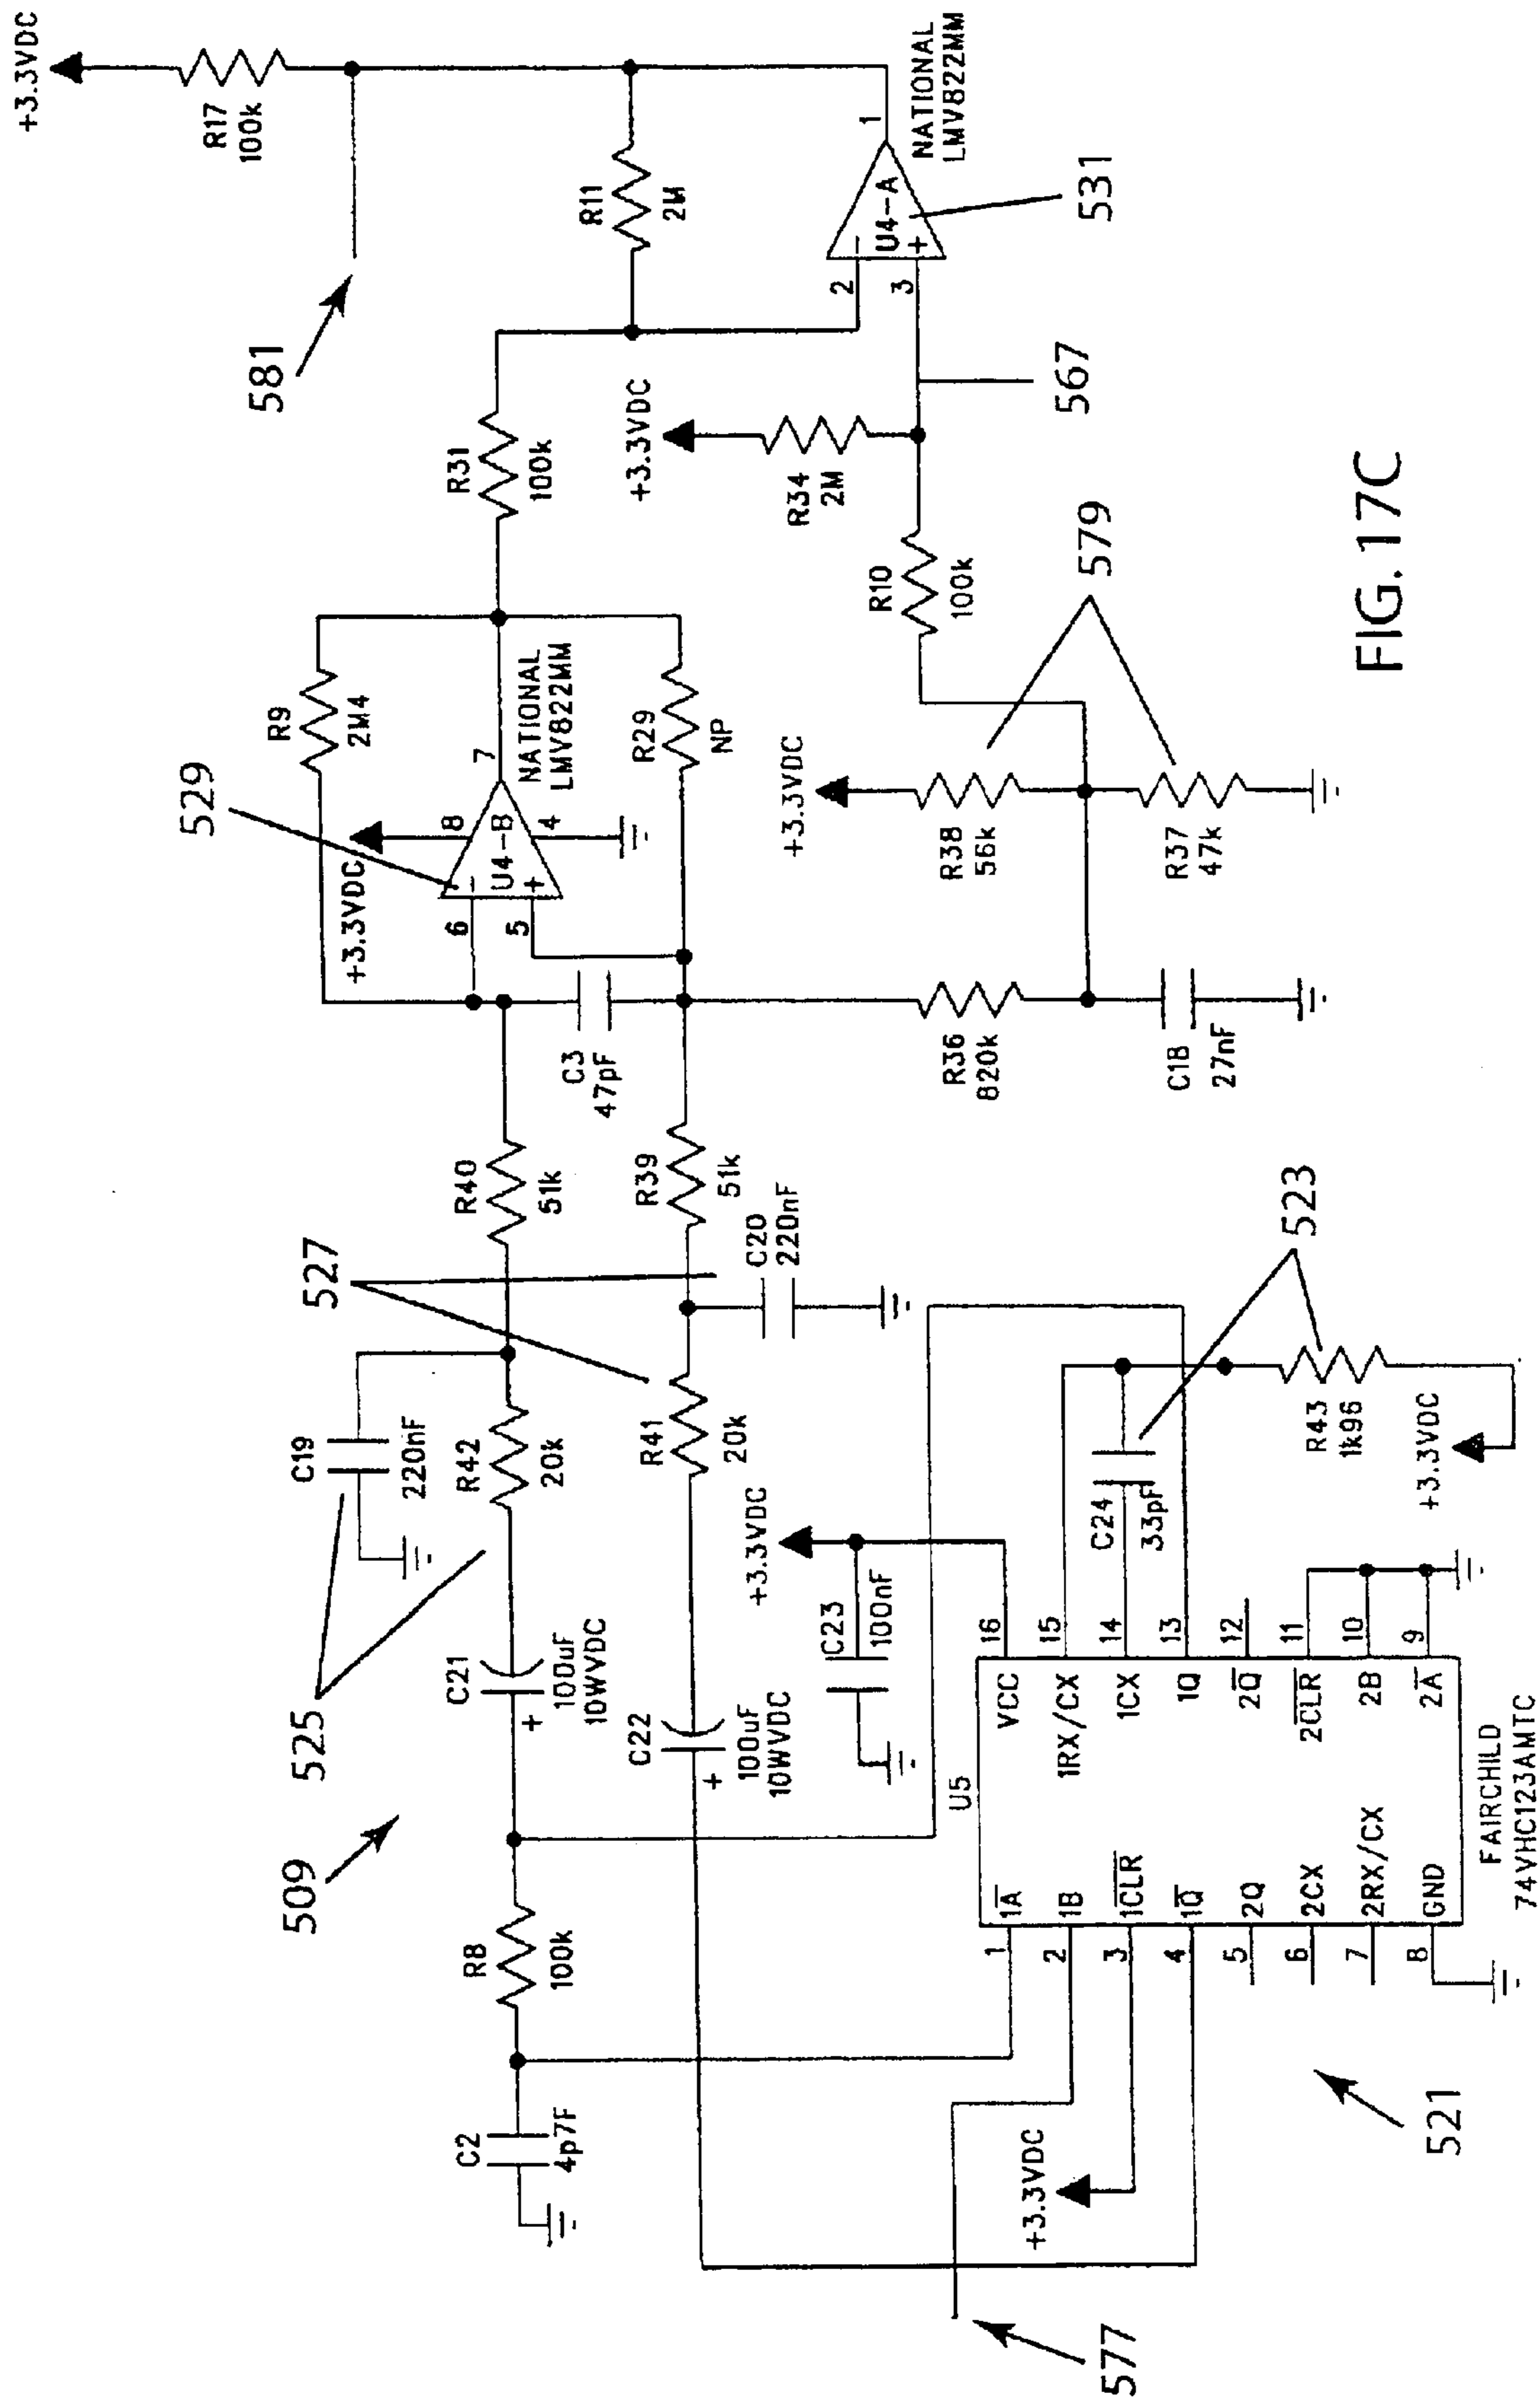 +3.3VDC
R17
100k
581
R11
2M
1
NATIONAL
LMV822MM
2
3
U4-A
-
+
531
567
R31
100k
+3.3VDC
R34
2M
R10
100k
579
529
R9
2M4
+3.3VDC
8
7
NATIONAL
LMV822MM
6
5
U4-B
-
+
4
R29
NP
C3
47pF
+3.3VDC
R38
56k
R37
47k
R36
820k
C18
27nF
509
525
527
C19
220nF
R40
51k
R39
51k
C20
220nF
R42
20k
R41
20k
C21
+
100uF
10WVDC
C22
+
100uF
10WVDC
R8
100k
C2
4p7F
+3.3VDC
C23
100nF
C24
33pF
523
R43
1k96
+3.3VDC
U5
VCC 16
1RX/CX 15
1CX 14
1Q 13
2Q̅ 12
2C̅L̅R̅ 11
2B 10
2A̅ 9
1 1A̅
2 1B
3 1C̅L̅R̅
4 1Q̅
5 2Q
6 2CX
7 2RX/CX
8 GND
FAIRCHILD
74VHC123AMTC
+3.3VDC
577
521
FIG. 17C